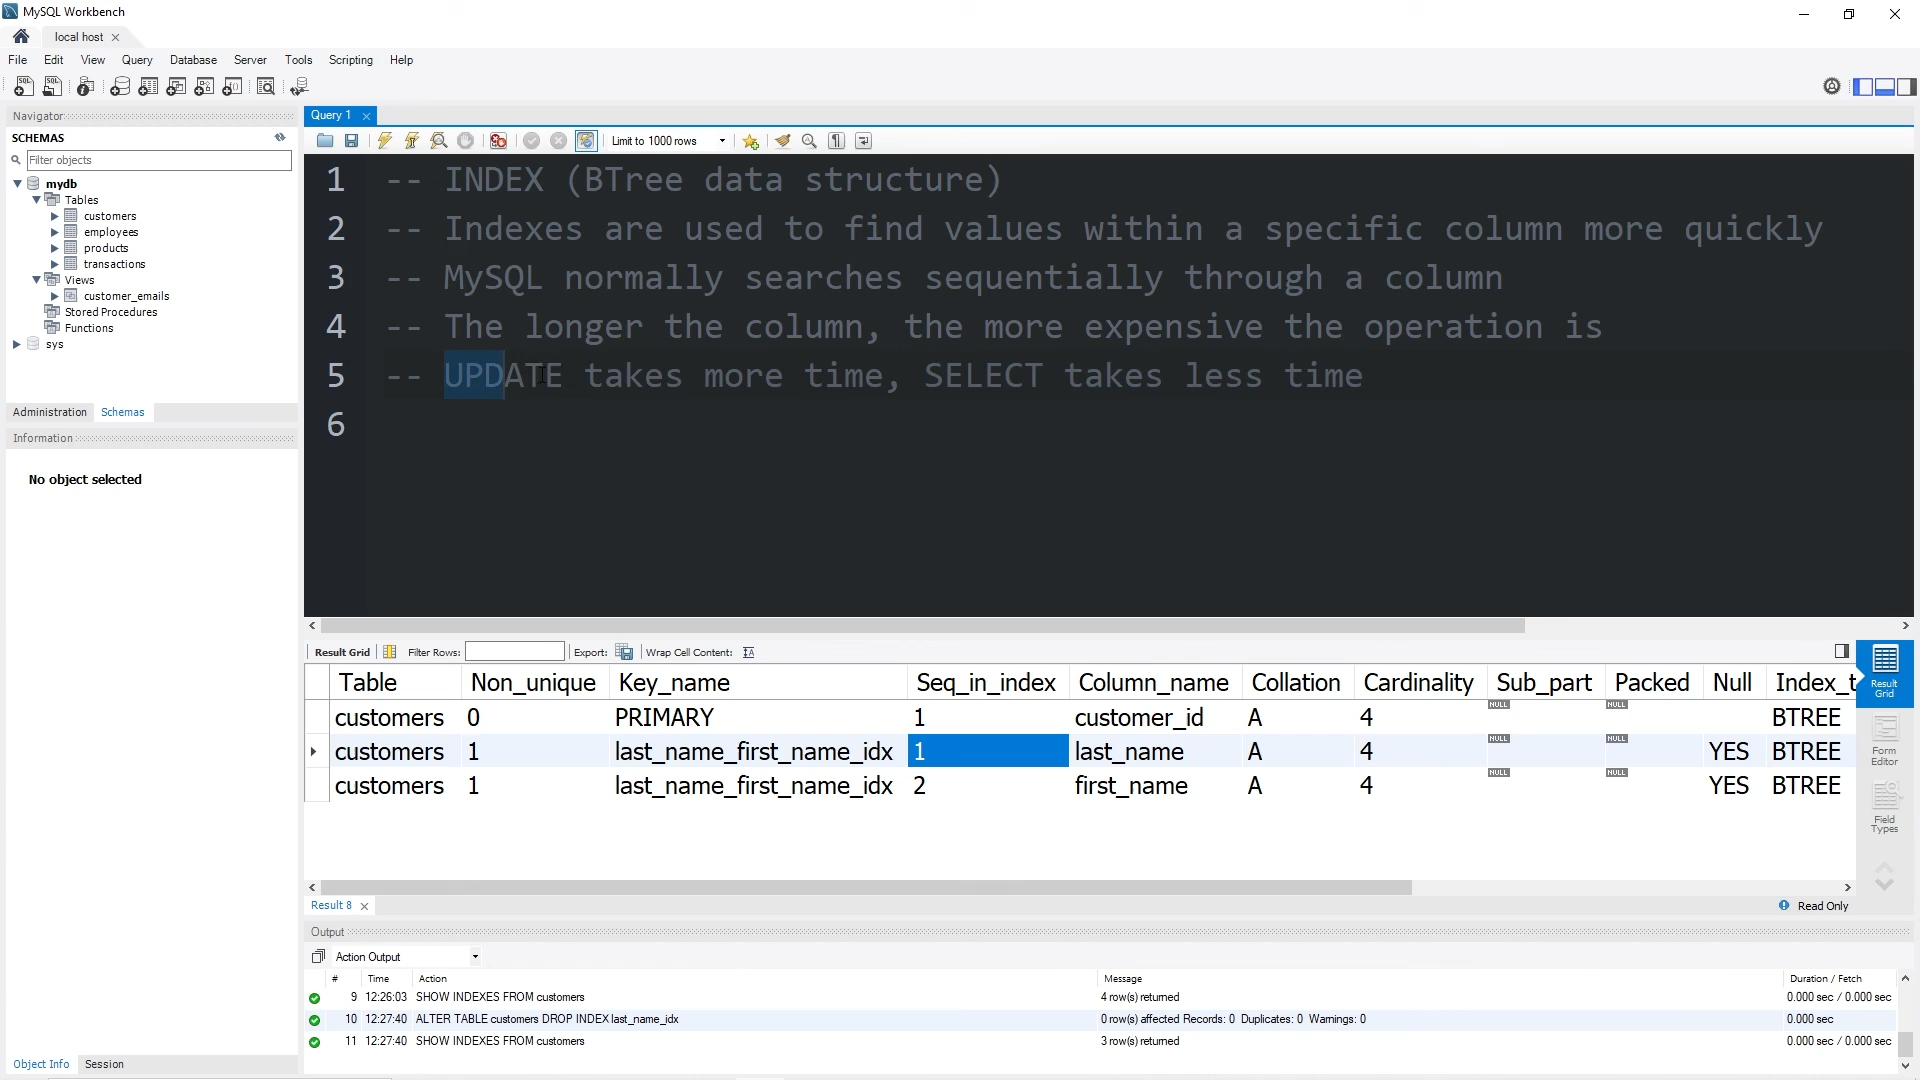 MySQL Workbench
local host
File Edit View Query Database Server Tools Scripting Help
Navigator
SCHEMAS
Filter objects
mydb
Tables
customers
employees
products
transactions
Views
customer_emails
Stored Procedures
Functions
sys
Administration Schemas
Information
No object selected
Object Info Session
Query 1
Limit to 1000 rows
1 -- INDEX (BTree data structure)
2 -- Indexes are used to find values within a specific column more quickly
3 -- MySQL normally searches sequentially through a column
4 -- The longer the column, the more expensive the operation is
5 -- UPDATE takes more time, SELECT takes less time
6
Result Grid Filter Rows: Export: Wrap Cell Content:
Table Non_unique Key_name Seq_in_index Column_name Collation Cardinality Sub_part Packed Null Index_t
customers 0 PRIMARY 1 customer_id A 4 NULL NULL BTREE
customers 1 last_name_first_name_idx 1 last_name A 4 NULL NULL YES BTREE
customers 1 last_name_first_name_idx 2 first_name A 4 NULL NULL YES BTREE
Result Grid
Form Editor
Field Types
Result 8 Read Only
Output
Action Output
# Time Action Message Duration / Fetch
9 12:26:03 SHOW INDEXES FROM customers 4 row(s) returned 0.000 sec / 0.000 sec
10 12:27:40 ALTER TABLE customers DROP INDEX last_name_idx 0 row(s) affected Records: 0 Duplicates: 0 Warnings: 0 0.000 sec
11 12:27:40 SHOW INDEXES FROM customers 3 row(s) returned 0.000 sec / 0.000 sec